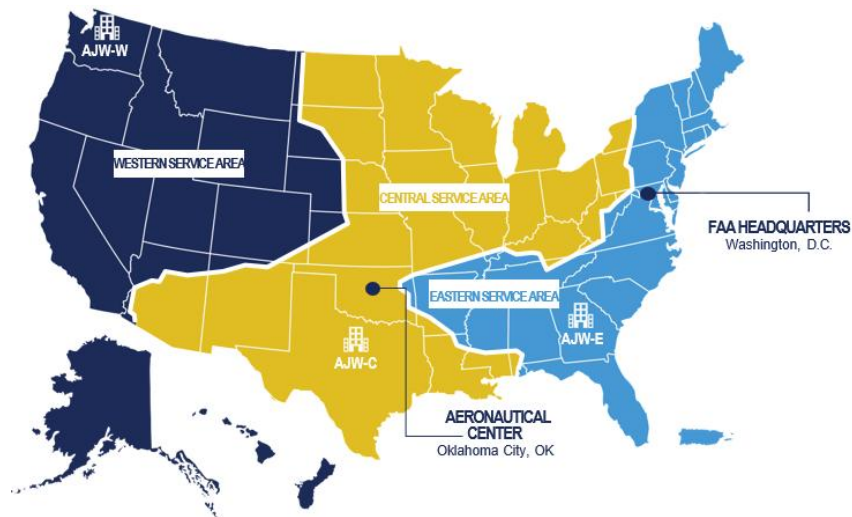 AJW-W
WESTERN SERVICE AREA
CENTRAL SERVICE AREA
FAA HEADQUARTERS
Washington, D.C.
EASTERN SERVICE AREA
AJW-E
AJW-C
AERONAUTICAL
CENTER
Oklahoma City, OK